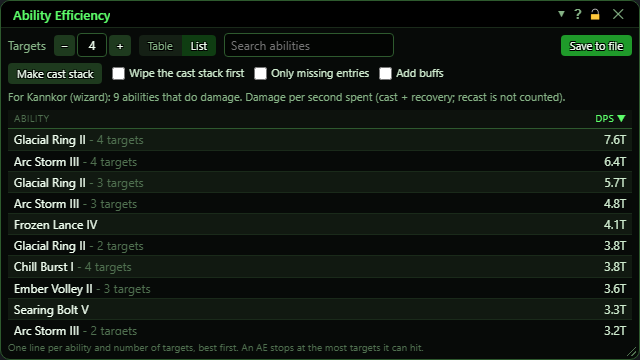 Ability Efficiency ▼ ?
Targets − 4 + Table List Search abilities Save to file
Make cast stack Wipe the cast stack first Only missing entries Add buffs
For Kannkor (wizard): 9 abilities that do damage. Damage per second spent (cast + recovery; recast is not counted).
ABILITY DPS ▼
Glacial Ring II - 4 targets 7.6T
Arc Storm III - 4 targets 6.4T
Glacial Ring II - 3 targets 5.7T
Arc Storm III - 3 targets 4.8T
Frozen Lance IV 4.1T
Glacial Ring II - 2 targets 3.8T
Chill Burst I - 4 targets 3.8T
Ember Volley II - 3 targets 3.6T
Searing Bolt V 3.3T
Arc Storm III - 2 targets 3.2T
One line per ability and number of targets, best first. An AE stops at the most targets it can hit.